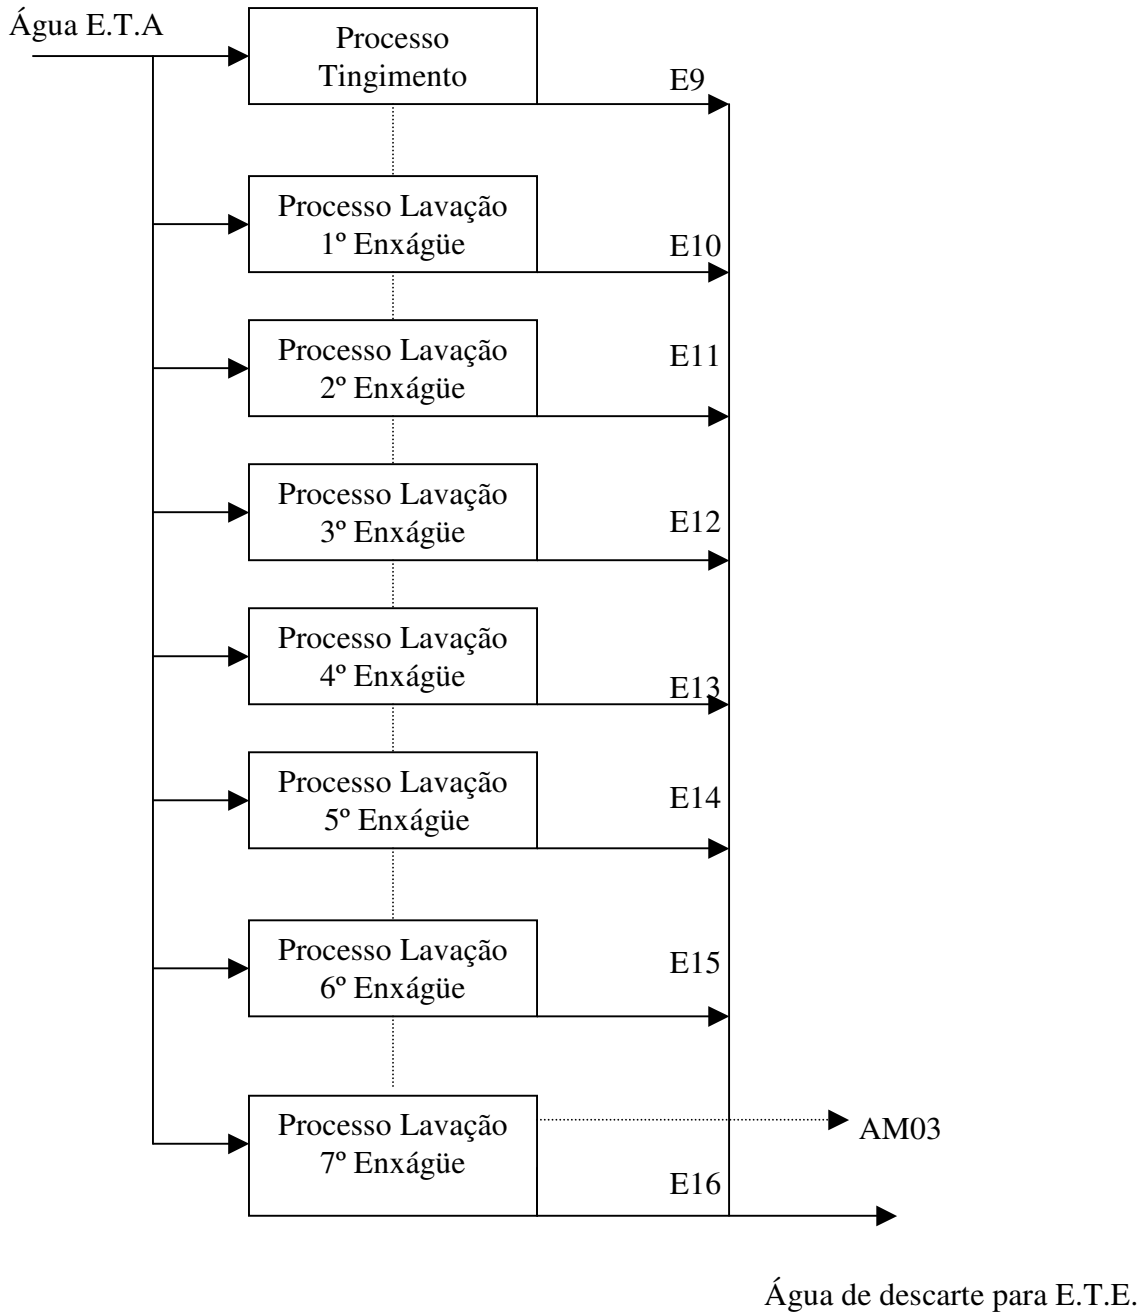 Água E.T.A
Processo
Tingimento
E9
Processo Lavação
1º Enxágüe
E10
Processo Lavação
2º Enxágüe
E11
Processo Lavação
3º Enxágüe
E12
Processo Lavação
4º Enxágüe
E13
Processo Lavação
5º Enxágüe
E14
Processo Lavação
6º Enxágüe
E15
Processo Lavação
7º Enxágüe
AM03
E16
Água de descarte para E.T.E.